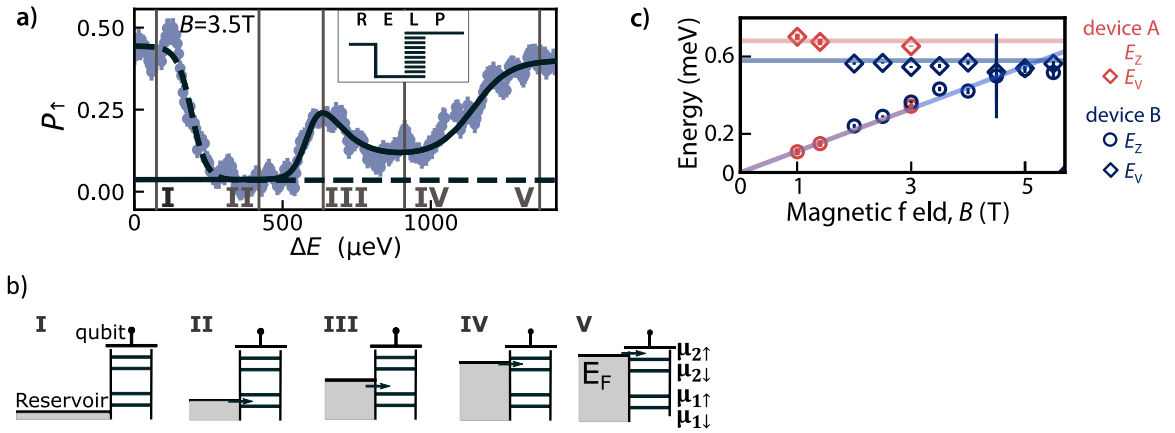 a)
B=3.5T
R E L P
P↑
0.50
0.25
0.00
I
II
III
IV
V
0
500
1000
ΔE (μeV)
c)
Energy (meV)
0.6
0.2
0
0
1
3
5
Magnetic f eld, B (T)
device A
E_Z
E_V
device B
E_Z
E_V
b)
I
II
III
IV
V
qubit
Reservoir
E_F
μ2↑
μ2↓
μ1↑
μ1↓